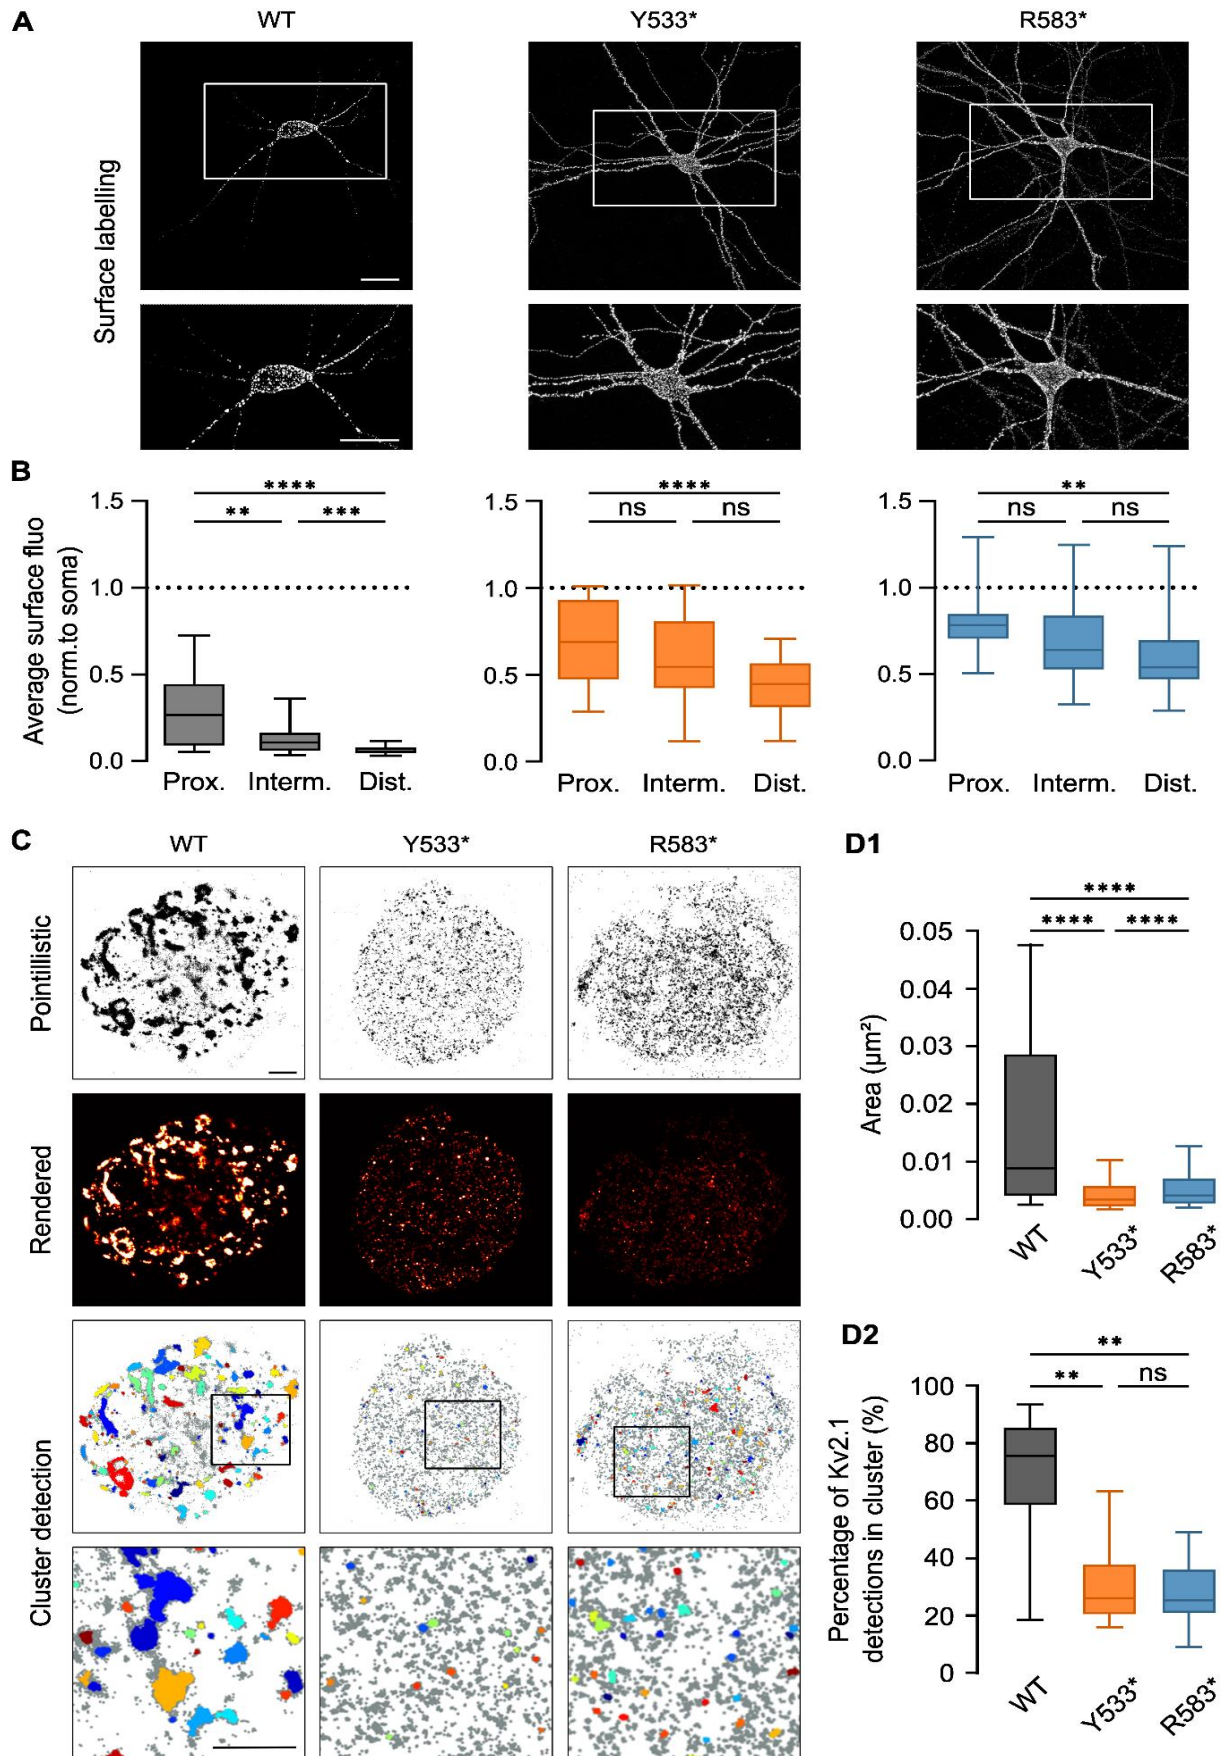 A
WT
Y533*
R583*
Surface labelling
B
Average surface fluo
(norm.to soma)
1.5
1.0
0.5
0.0
****
**
***
Prox.
Interm.
Dist.
1.5
1.0
0.5
0.0
****
ns
ns
Prox.
Interm.
Dist.
1.5
1.0
0.5
0.0
**
ns
ns
Prox.
Interm.
Dist.
C
WT
Y533*
R583*
Pointillistic
Rendered
Cluster detection
D1
Area (µm²)
****
****
****
0.05
0.04
0.03
0.02
0.01
0.00
WT
Y533*
R583*
D2
Percentage of Kv2.1
detections in cluster (%)
**
**
ns
100
80
60
40
20
0
WT
Y533*
R583*